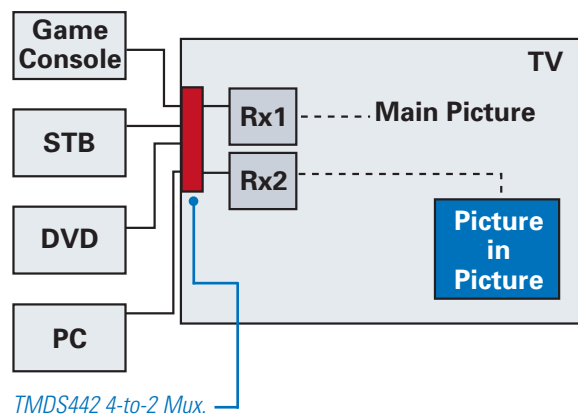 Game
Console
STB
DVD
PC
TV
Rx1
Main Picture
Rx2
Picture
in
Picture
TMDS442 4-to-2 Mux.